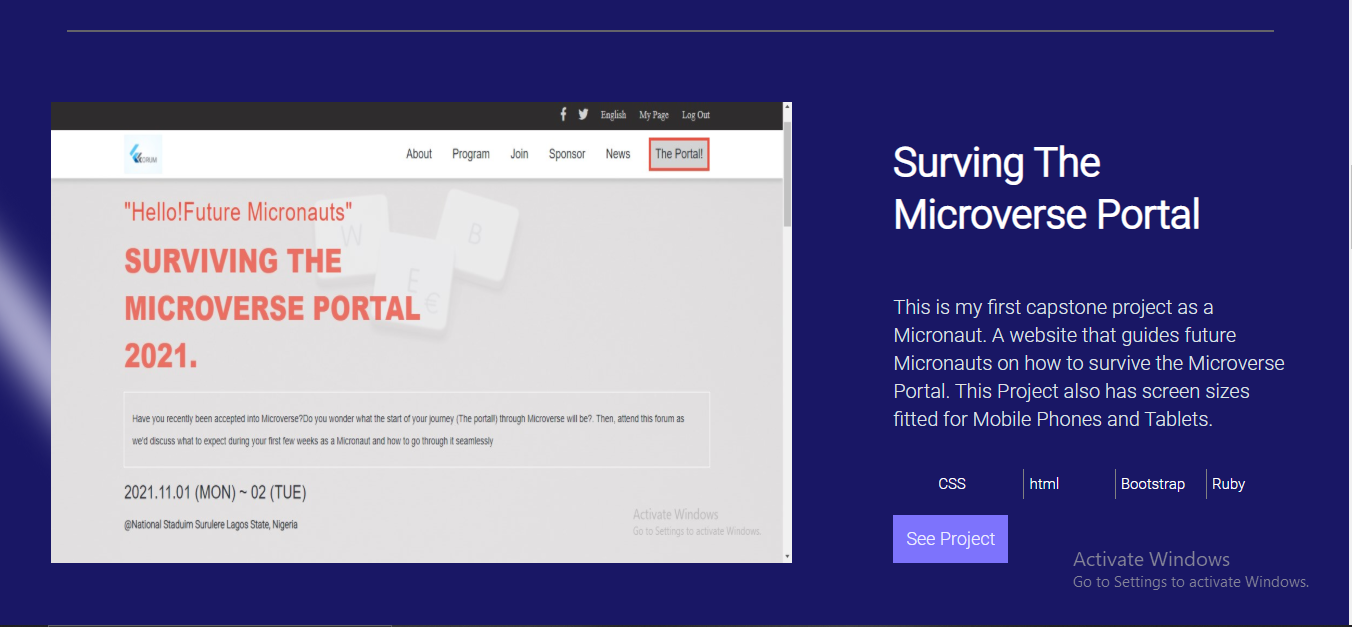 English My Page Log Out
CORUM
About Program Join Sponsor News The Portal!
"Hello!Future Micronauts"
SURVIVING THE
MICROVERSE PORTAL
2021.
W
B
E
€
Have you recently been accepted into Microverse?Do you wonder what the start of your journey (The portall) through Microverse will be?. Then, attend this forum as
we'd discuss what to expect during your first few weeks as a Micronaut and how to go through it seamlessly
2021.11.01 (MON) ~ 02 (TUE)
@National Staduim Surulere Lagos State, Nigeria
Activate Windows
Go to Settings to activate Windows.
Surving The
Microverse Portal
This is my first capstone project as a
Micronaut. A website that guides future
Micronauts on how to survive the Microverse
Portal. This Project also has screen sizes
fitted for Mobile Phones and Tablets.
CSS html Bootstrap Ruby
See Project
Activate Windows
Go to Settings to activate Windows.